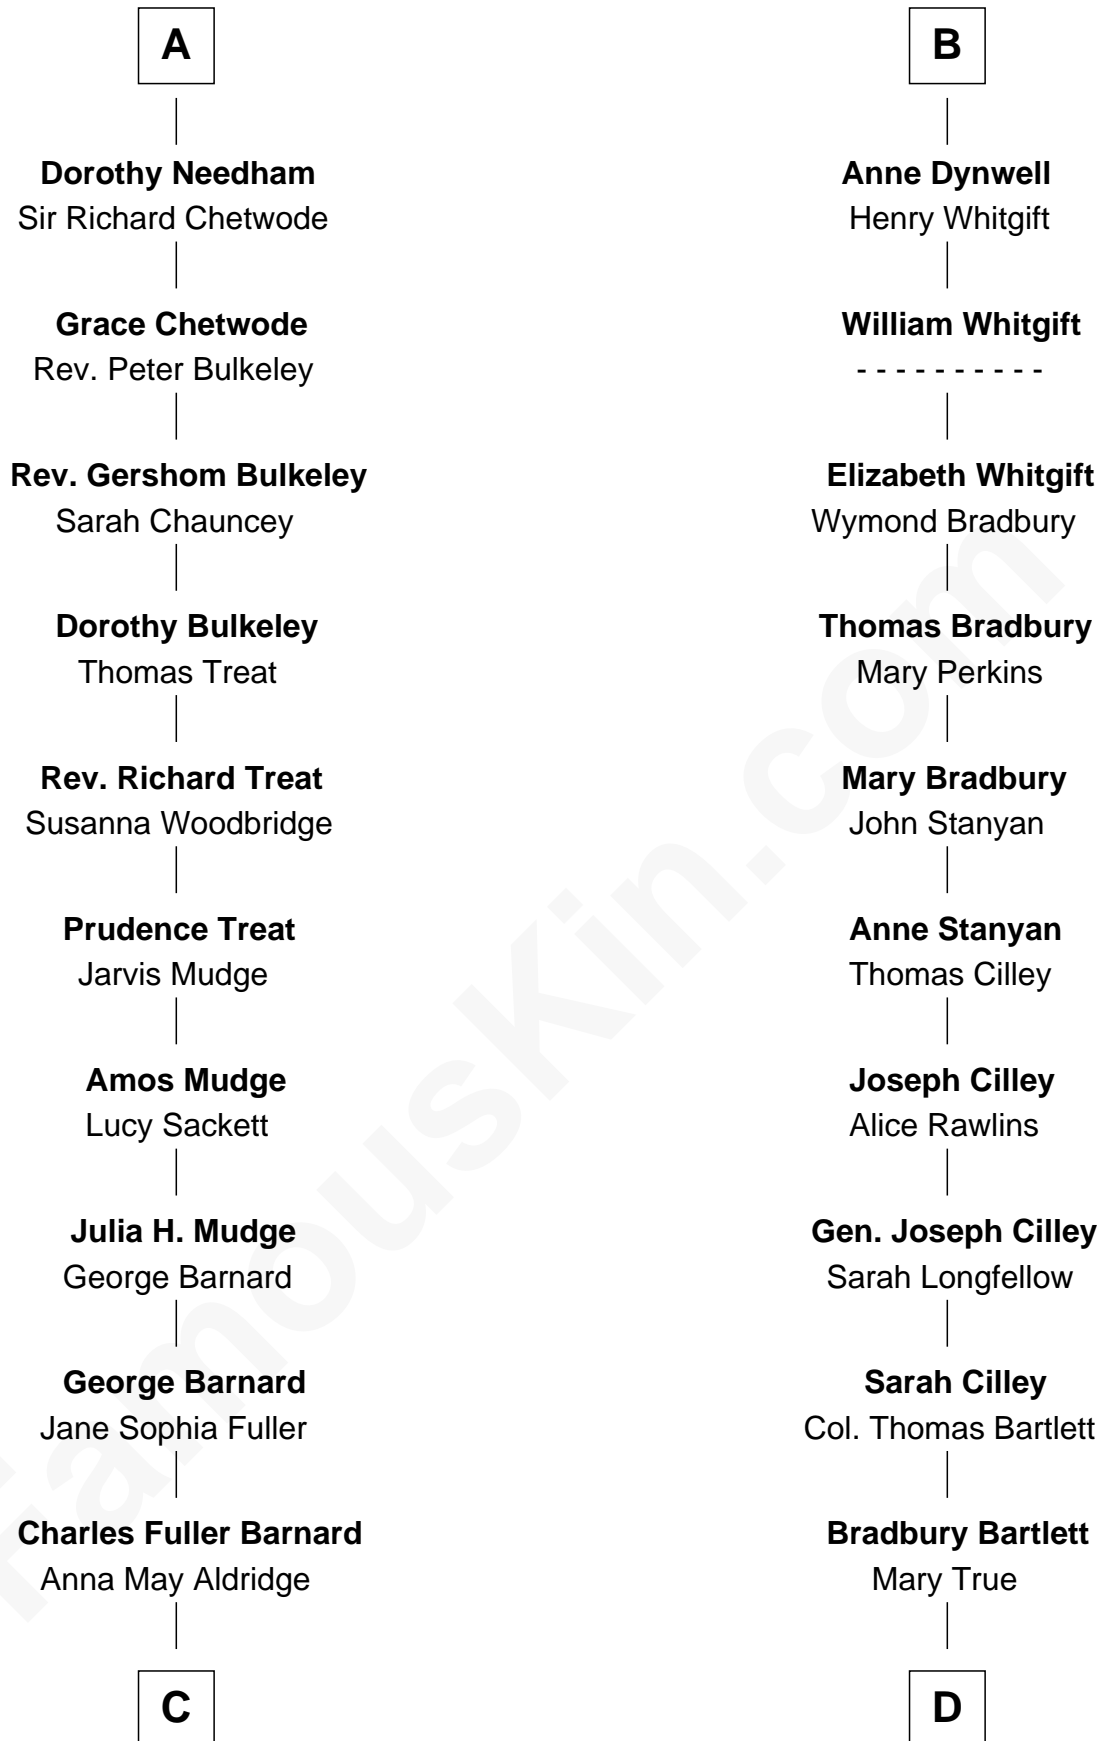 A
Dorothy Needham
Sir Richard Chetwode
Grace Chetwode
Rev. Peter Bulkeley
Rev. Gershom Bulkeley
Sarah Chauncey
Dorothy Bulkeley
Thomas Treat
Rev. Richard Treat
Susanna Woodbridge
Prudence Treat
Jarvis Mudge
Amos Mudge
Lucy Sackett
Julia H. Mudge
George Barnard
George Barnard
Jane Sophia Fuller
Charles Fuller Barnard
Anna May Aldridge
C
B
Anne Dynwell
Henry Whitgift
William Whitgift
- - - - - - - - - -
Elizabeth Whitgift
Wymond Bradbury
Thomas Bradbury
Mary Perkins
Mary Bradbury
John Stanyan
Anne Stanyan
Thomas Cilley
Joseph Cilley
Alice Rawlins
Gen. Joseph Cilley
Sarah Longfellow
Sarah Cilley
Col. Thomas Bartlett
Bradbury Bartlett
Mary True
D
FamousKin.com